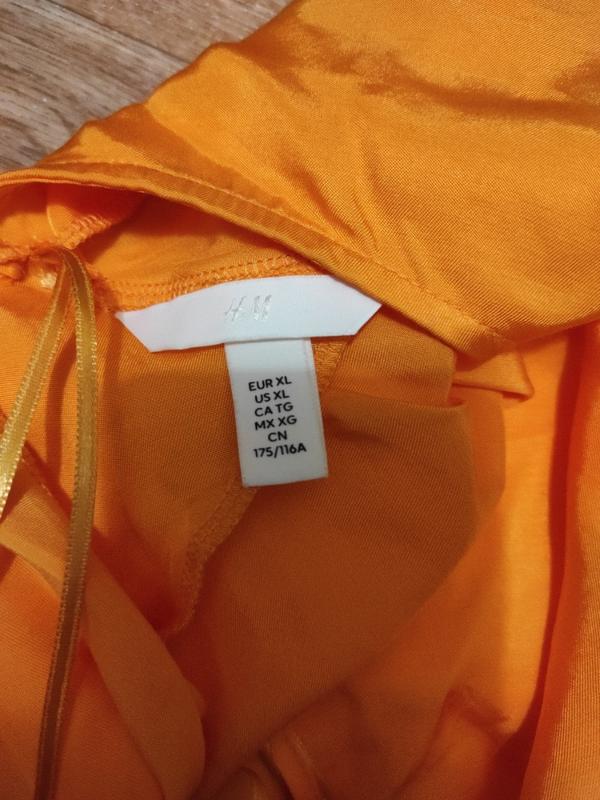 H&M
EUR XL
US XL
CA TG
MX XG
CN
175/116A